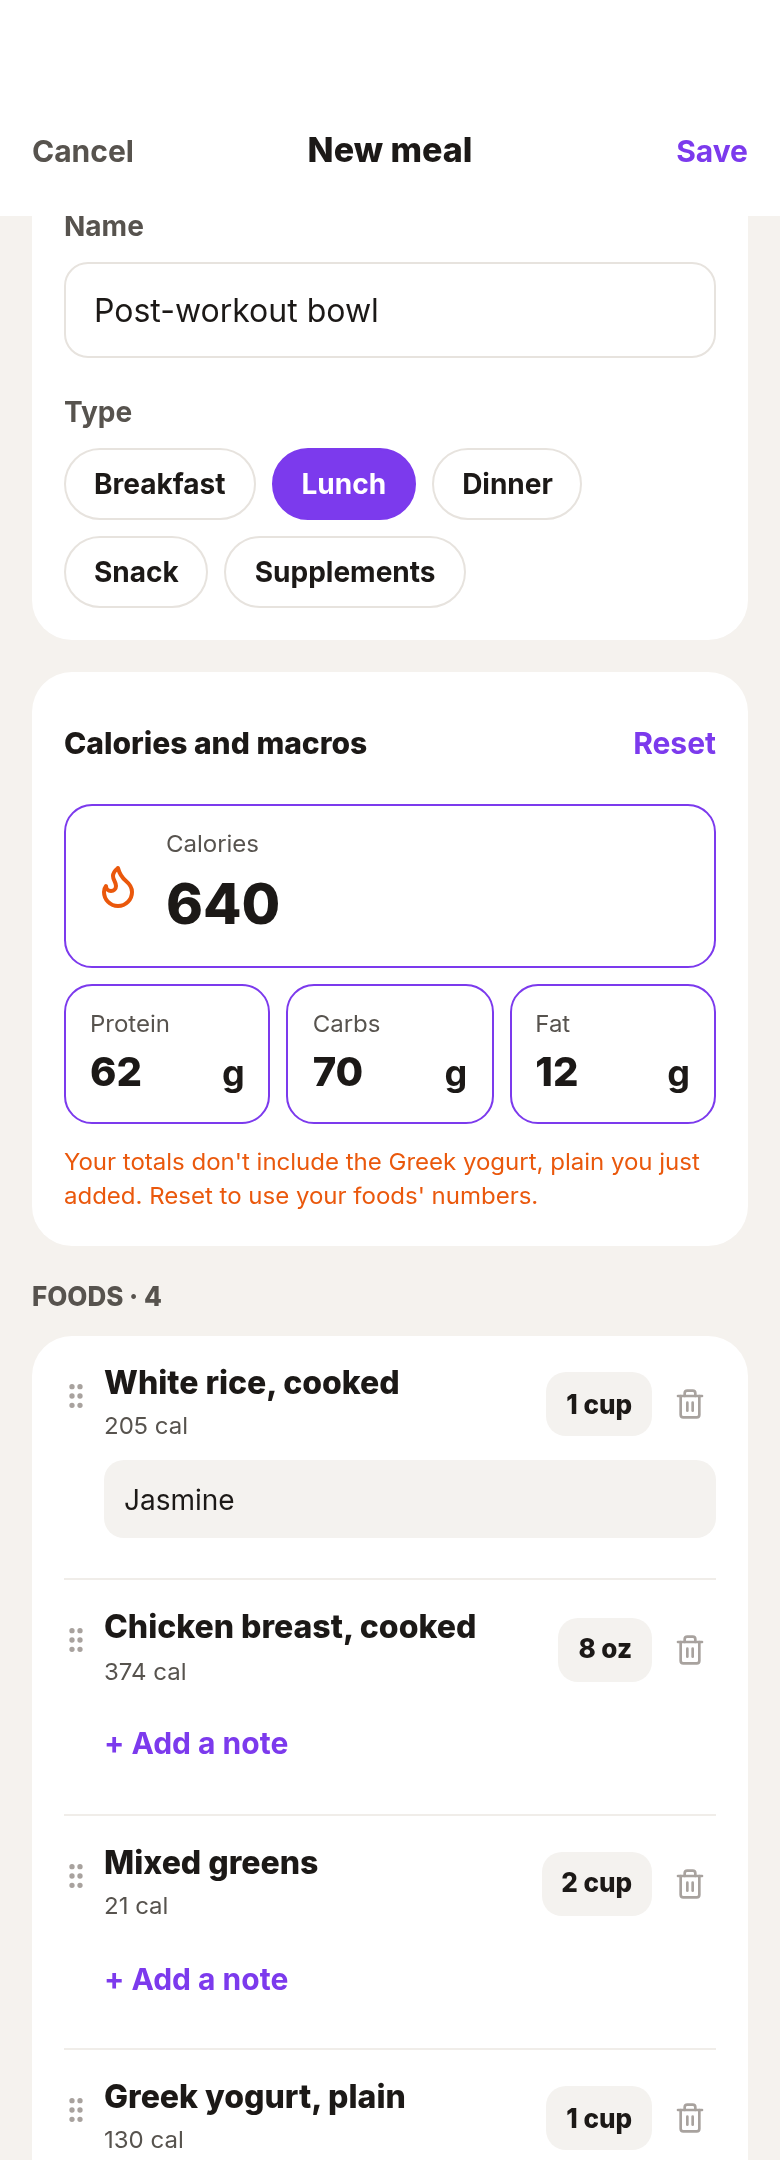 Cancel
New meal
Save
Name
Post-workout bowl
Type
Breakfast
Lunch
Dinner
Snack
Supplements
Calories and macros
Reset
Calories
640
Protein
62 g
Carbs
70 g
Fat
12 g
Your totals don't include the Greek yogurt, plain you just
added. Reset to use your foods' numbers.
FOODS · 4
White rice, cooked
205 cal
1 cup
Jasmine
Chicken breast, cooked
374 cal
8 oz
+ Add a note
Mixed greens
21 cal
2 cup
+ Add a note
Greek yogurt, plain
130 cal
1 cup